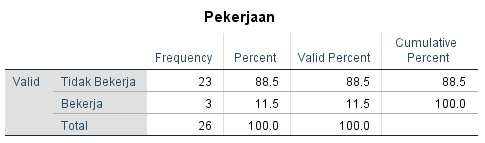 Pekerjaan
Frequency Percent Valid Percent Cumulative Percent
Valid Tidak Bekerja 23 88.5 88.5 88.5
Bekerja 3 11.5 11.5 100.0
Total 26 100.0 100.0